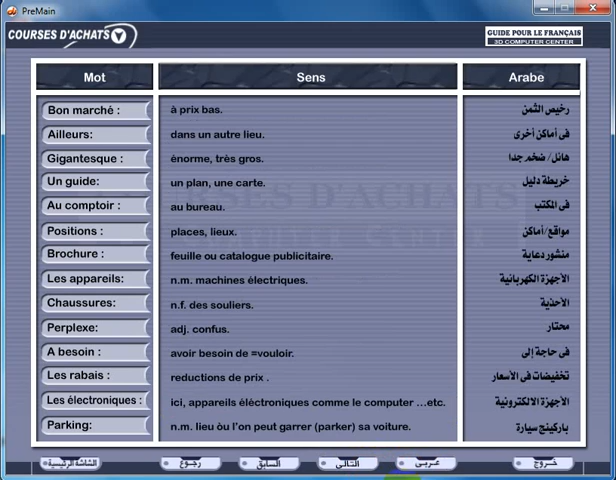 PreMain
COURSES D'ACHATS
GUIDE POUR LE FRANÇAIS
3D COMPUTER CENTER
Mot Sens Arabe
Bon marché : à prix bas. رخيص الثمن
Ailleurs: dans un autre lieu. فى أماكن أخرى
Gigantesque : énorme, très gros. هائل/ ضخم جدا
Un guide: un plan, une carte. خريطة دليل
Au comptoir : au bureau. فى المكتب
Positions : places, lieux. مواقع/أماكن
Brochure : feuille ou catalogue publicitaire. منشور دعاية
Les appareils: n.m. machines électriques. الأجهزة الكهربائية
Chaussures: n.f. des souliers. الأحذية
Perplexe: adj. confus. محتار
A besoin : avoir besoin de =vouloir. فى حاجة إلى
Les rabais : reductions de prix . تخفيضات فى الأسعار
Les électroniques : ici, appareils éléctroniques comme le computer ...etc. الأجهزة الالكترونية
Parking: n.m. lieu òu l'on peut garrer (parker) sa voiture. باركينج سيارة
الشاشة الرئيسية رجوع السابق التالى عربى خروج